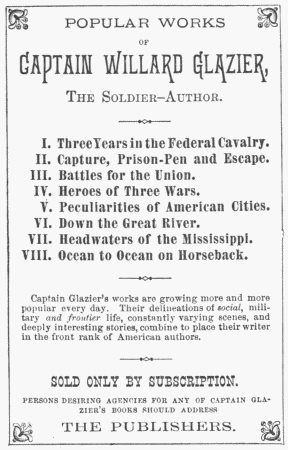 POPULAR WORKS
OF
CAPTAIN WILLARD GLAZIER,
THE SOLDIER-AUTHOR.
I. Three Years in the Federal Cavalry.
II. Capture, Prison-Pen and Escape.
III. Battles for the Union.
IV. Heroes of Three Wars.
V. Peculiarities of American Cities.
VI. Down the Great River.
VII. Headwaters of the Mississippi.
VIII. Ocean to Ocean on Horseback.
Captain Glazier's works are growing more and more
popular every day. Their delineations of social, mili-
tary and frontier life, constantly varying scenes, and
deeply interesting stories, combine to place their writer
in the front rank of American authors.
SOLD ONLY BY SUBSCRIPTION.
PERSONS DESIRING AGENCIES FOR ANY OF CAPTAIN GLA-
ZIER'S BOOKS SHOULD ADDRESS
THE PUBLISHERS.